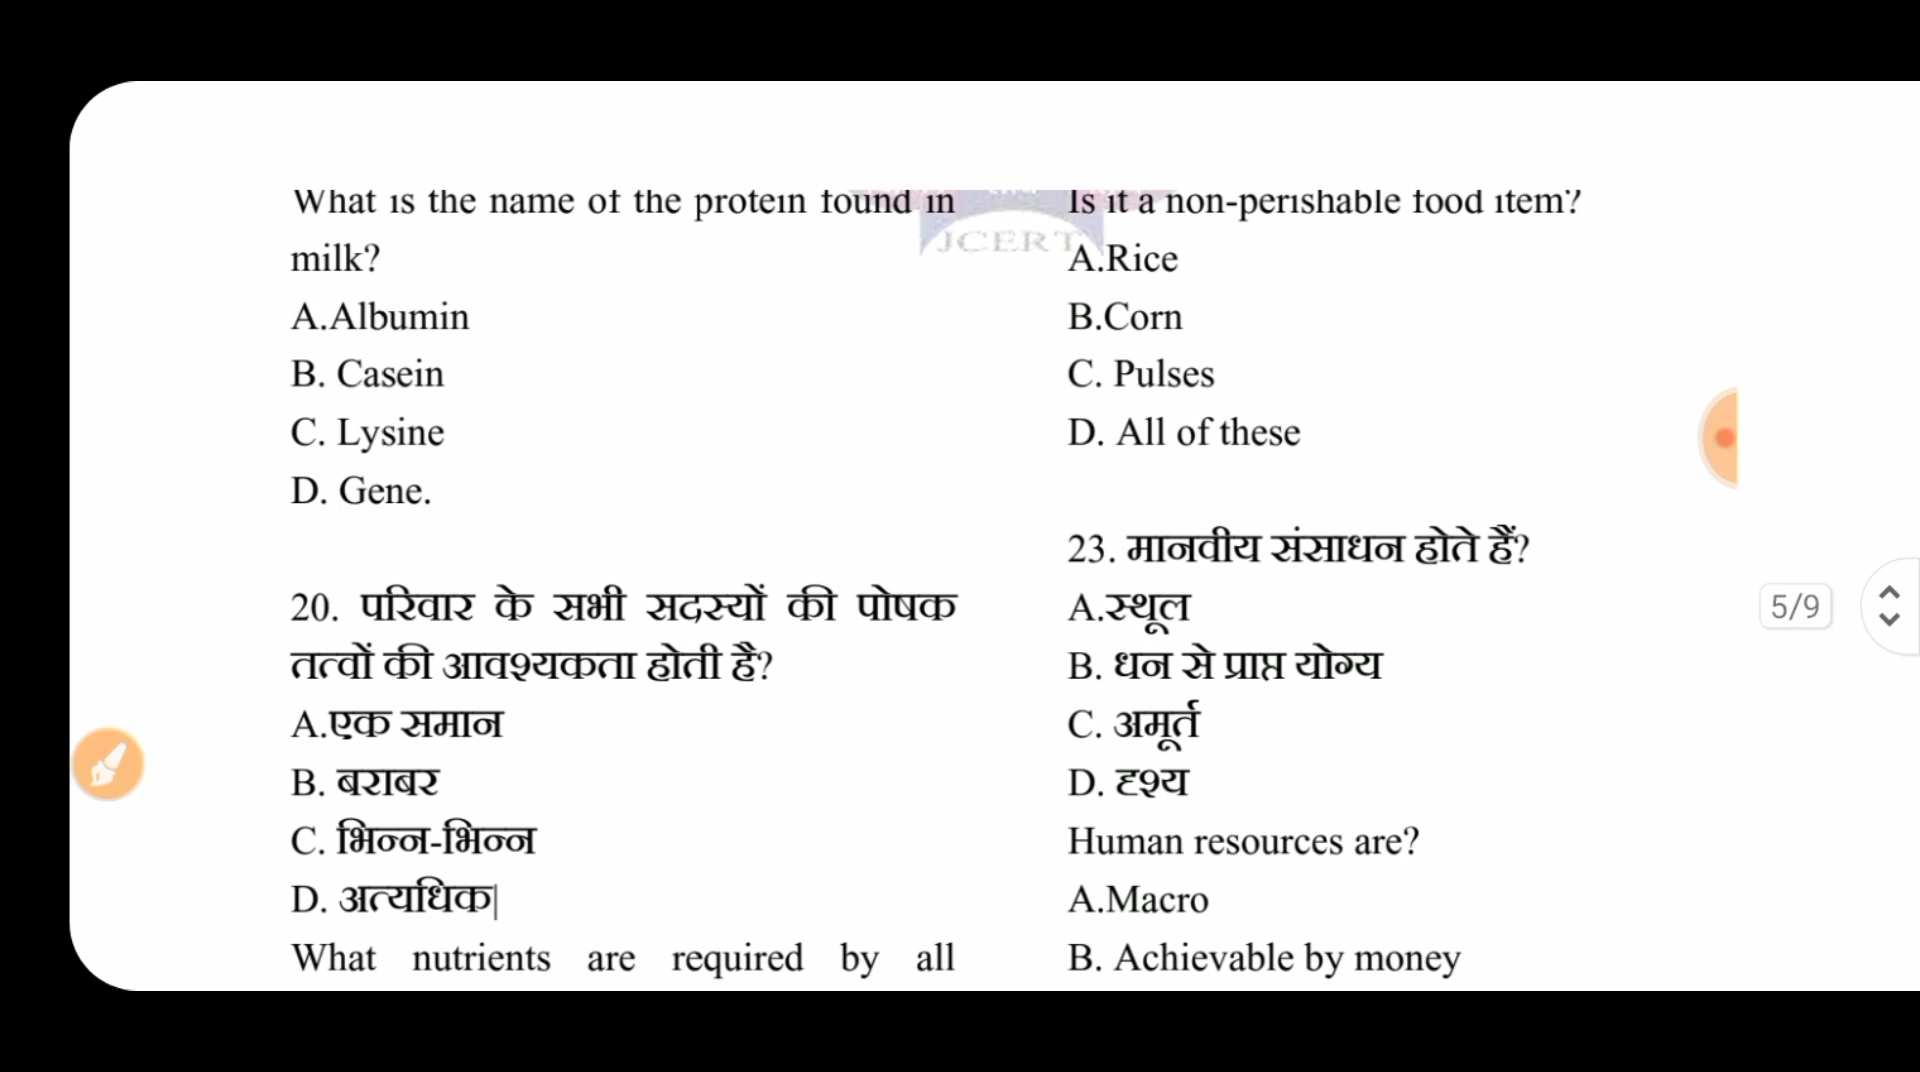 What is the name of the protein found in
milk?
A.Albumin
B. Casein
C. Lysine
D. Gene.
20. परिवार के सभी सदस्यों की पोषक
तत्वों की आवश्यकता होती है?
A.एक समान
B. बराबर
C. भिन्न-भिन्न
D. अत्यधिक|
What nutrients are required by all
JCERT
Is it a non-perishable food item?
A.Rice
B.Corn
C. Pulses
D. All of these
23. मानवीय संसाधन होते हैं?
A.स्थूल
B. धन से प्राप्त योग्य
C. अमूर्त
D. दृश्य
Human resources are?
A.Macro
B. Achievable by money
5/9